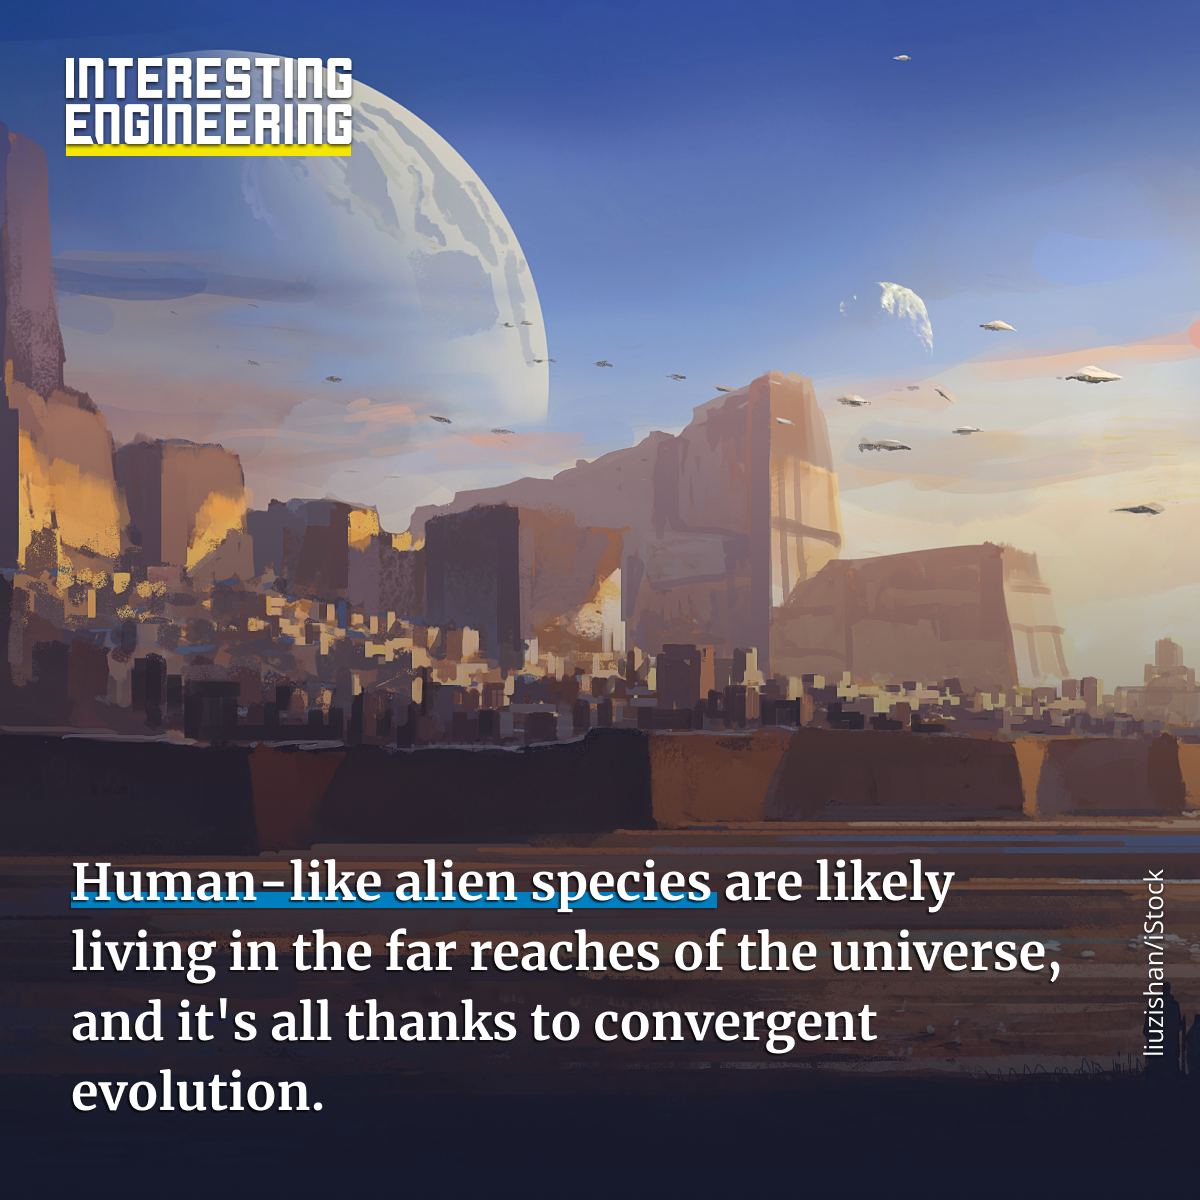 INTERESTING
ENGINEERING
Human-like alien species are likely
living in the far reaches of the universe,
and it's all thanks to convergent
evolution.
liuzishan/iStock